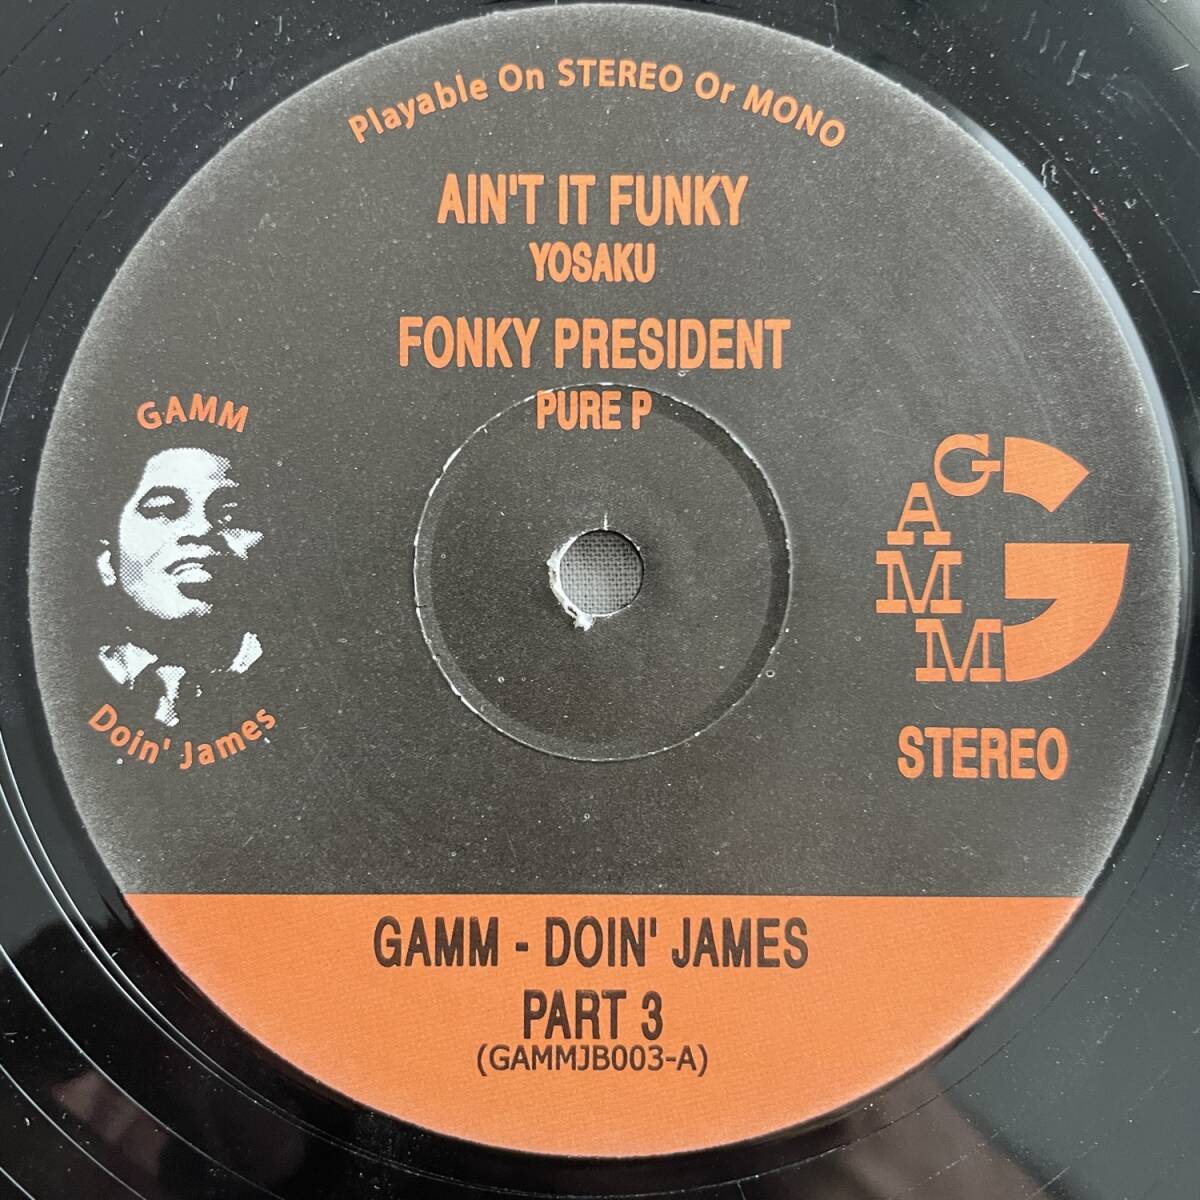 Playable On STEREO Or MONO
AIN'T IT FUNKY
YOSAKU
FONKY PRESIDENT
PURE P
GAMM
Doin' James
G
A
M
M
G
STEREO
GAMM - DOIN' JAMES
PART 3
(GAMMJB003-A)